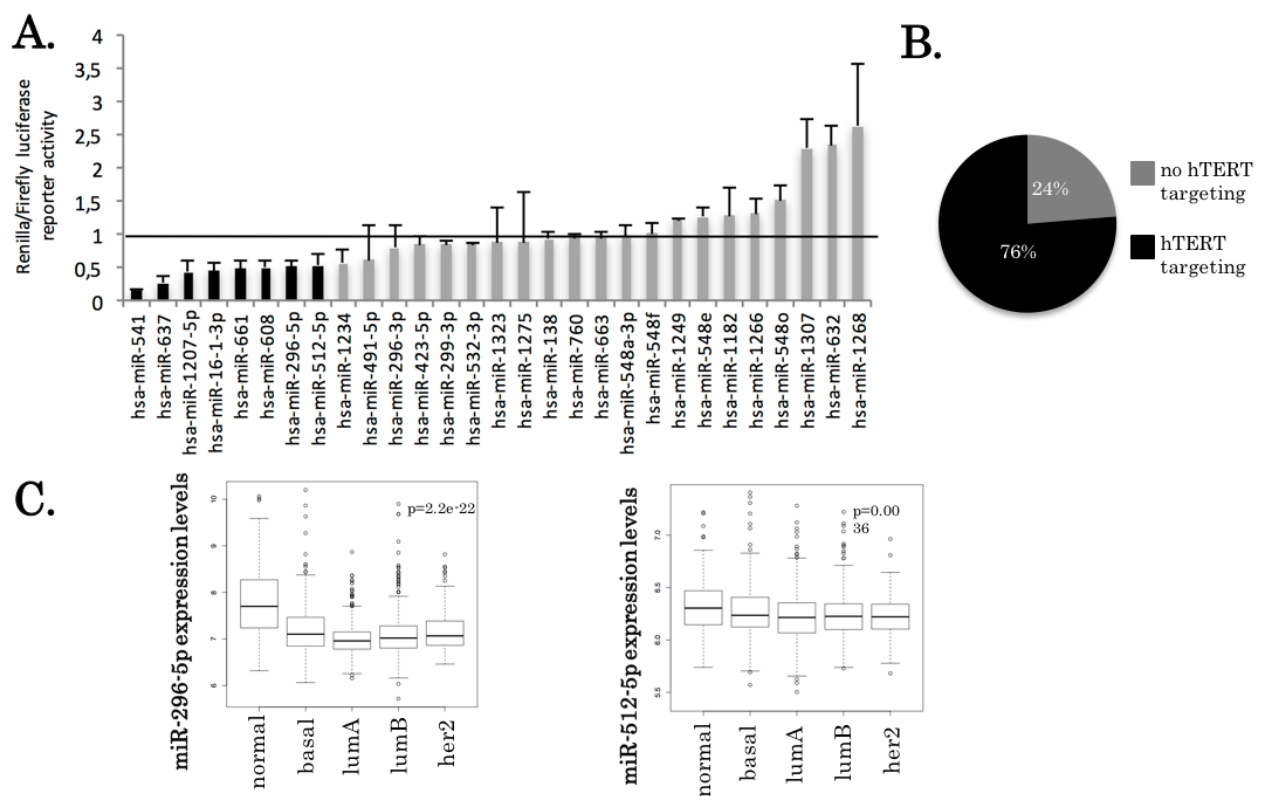 A.
Renilla/Firefly luciferase
reporter activity
4
3,5
3
2,5
2
1,5
1
0,5
0
hsa-miR-541
hsa-miR-637
hsa-miR-1207-5p
hsa-miR-16-1-3p
hsa-miR-661
hsa-miR-608
hsa-miR-296-5p
hsa-miR-512-5p
hsa-miR-1234
hsa-miR-491-5p
hsa-miR-296-3p
hsa-miR-423-5p
hsa-miR-299-3p
hsa-miR-532-3p
hsa-miR-1323
hsa-miR-1275
hsa-miR-138
hsa-miR-760
hsa-miR-663
hsa-miR-548a-3p
hsa-miR-548f
hsa-miR-1249
hsa-miR-548e
hsa-miR-1182
hsa-miR-1266
hsa-miR-548o
hsa-miR-1307
hsa-miR-632
hsa-miR-1268
B.
24%
76%
no hTERT
targeting
hTERT
targeting
C.
miR-296-5p expression levels
10
9
8
7
6
p=2.2e-22
normal
basal
lumA
lumB
her2
miR-512-5p expression levels
7.0
6.5
6.0
5.5
p=0.00
36
normal
basal
lumA
lumB
her2